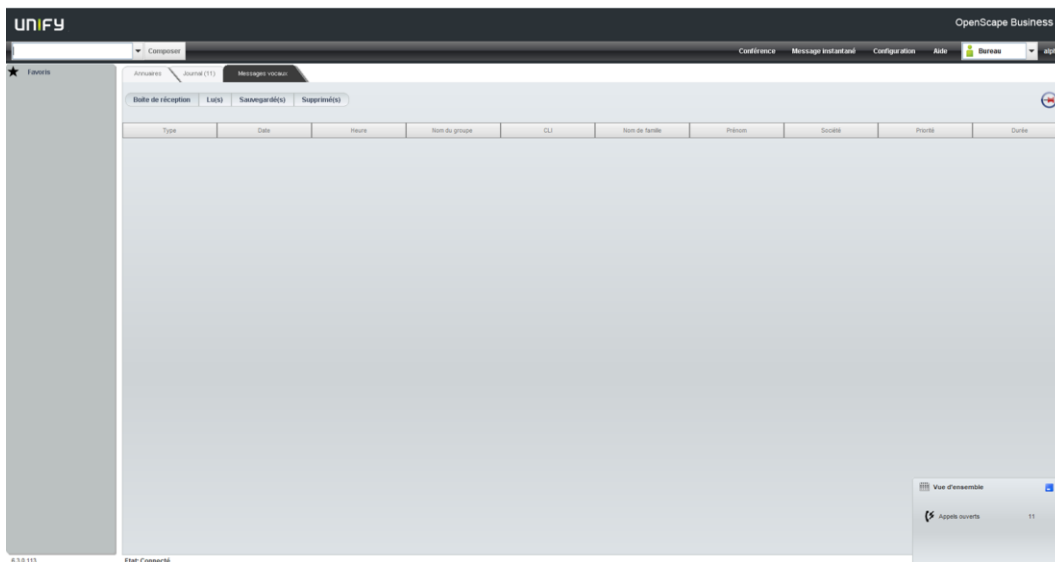 UNIFY
OpenScape Business
Composer
Conférence Message instantané Configuration Aide Bureau
Favoris
Annuaires Journal (11) Messages vocaux
Boîte de réception Lu(s) Sauvegardé(s) Supprimé(s)
Type Date Heure Nom du groupe CLI Nom de famille Prénom Société Priorité Durée
Vue d'ensemble
Appels ouverts 11
Etat: Connecté